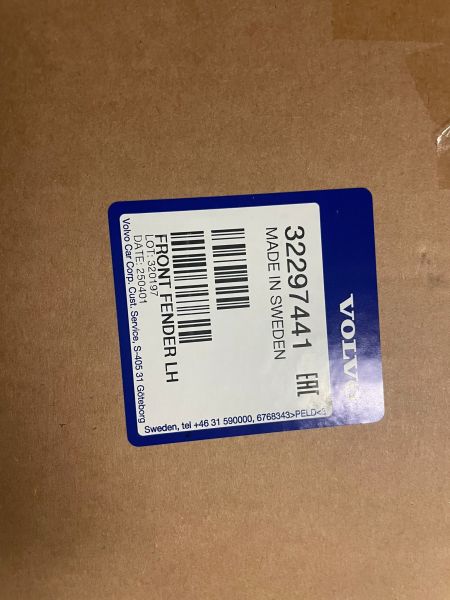 VOLVO
32297441
MADE IN SWEDEN
EAC
FRONT FENDER LH
LOT: 320197
DATE: 250401
Volvo Car Corp. Cust. Service, S-405 31 Göteborg
Sweden, tel +46 31 590000, 6768343>PELD<3